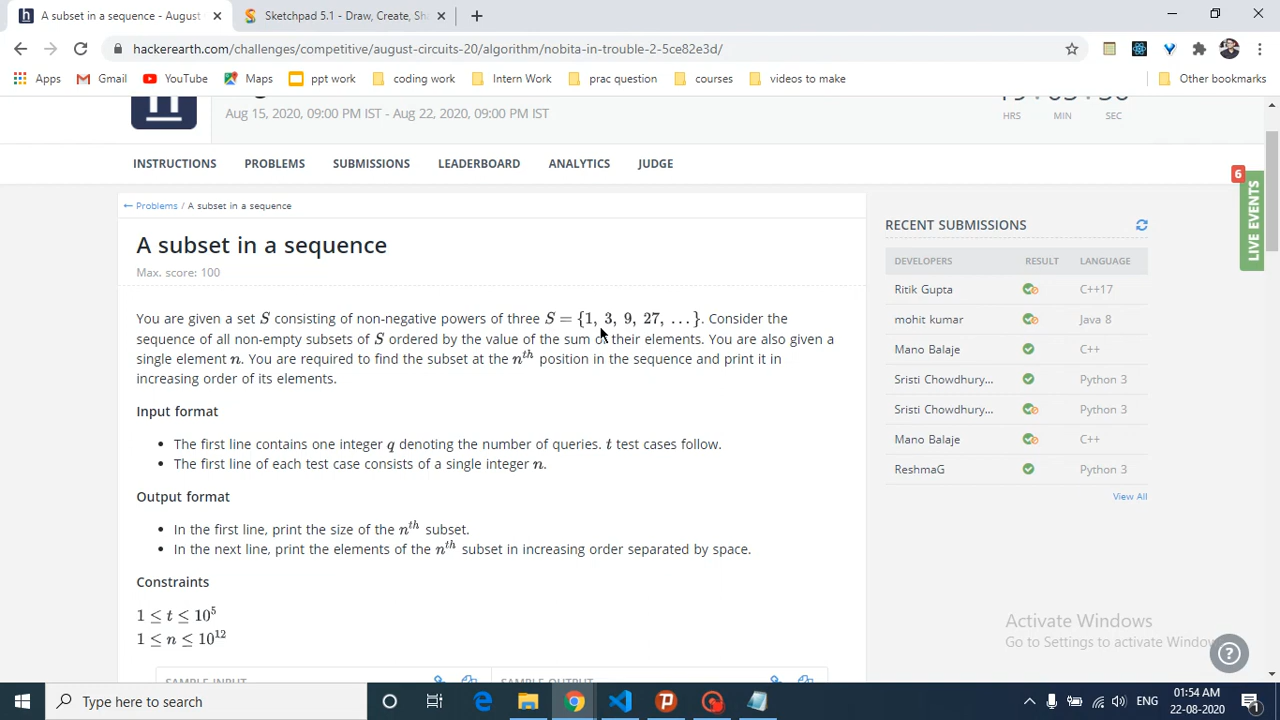 A subset in a sequence - August
Sketchpad 5.1 - Draw, Create, Sha
hackerearth.com/challenges/competitive/august-circuits-20/algorithm/nobita-in-trouble-2-5ce82e3d/
Apps Gmail YouTube Maps ppt work coding work Intern Work prac question courses videos to make Other bookmarks
Aug 15, 2020, 09:00 PM IST - Aug 22, 2020, 09:00 PM IST
HRS MIN SEC
INSTRUCTIONS PROBLEMS SUBMISSIONS LEADERBOARD ANALYTICS JUDGE
6
LIVE EVENTS
← Problems / A subset in a sequence
A subset in a sequence
Max. score: 100
You are given a set S consisting of non-negative powers of three S = {1, 3, 9, 27, ...}. Consider the
sequence of all non-empty subsets of S ordered by the value of the sum of their elements. You are also given a
single element n. You are required to find the subset at the nth position in the sequence and print it in
increasing order of its elements.
Input format
• The first line contains one integer q denoting the number of queries. t test cases follow.
• The first line of each test case consists of a single integer n.
Output format
• In the first line, print the size of the nth subset.
• In the next line, print the elements of the nth subset in increasing order separated by space.
Constraints
1 ≤ t ≤ 10^5
1 ≤ n ≤ 10^12
SAMPLE INPUT SAMPLE OUTPUT
RECENT SUBMISSIONS
DEVELOPERS RESULT LANGUAGE
Ritik Gupta C++17
mohit kumar Java 8
Mano Balaje C++
Sristi Chowdhury... Python 3
Sristi Chowdhury... Python 3
Mano Balaje C++
ReshmaG Python 3
View All
Activate Windows
Go to Settings to activate Window
Type here to search
ENG
01:54 AM
22-08-2020
1